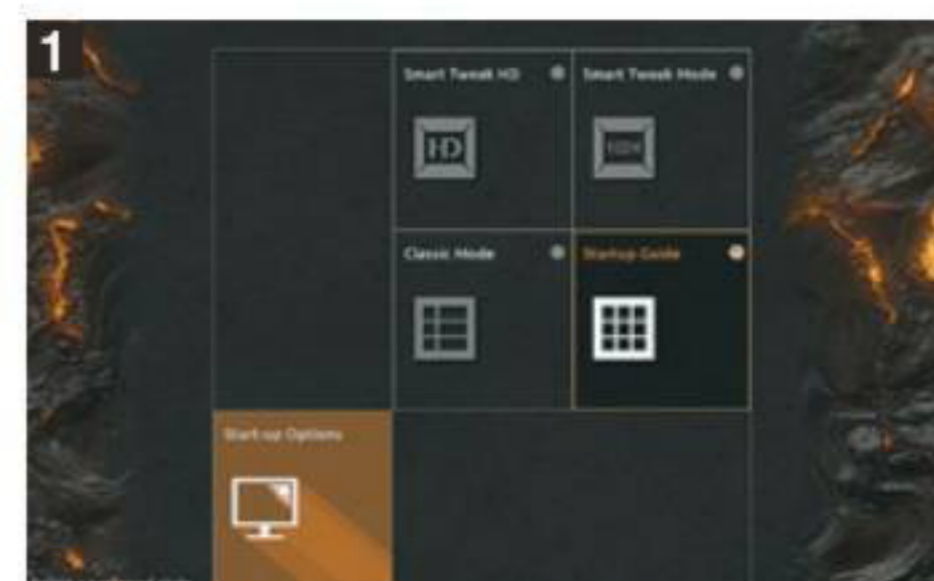 1
Smart Tweak HD
Smart Tweak Mode
HD
Classic Mode
Startup Guide
Start-up Options